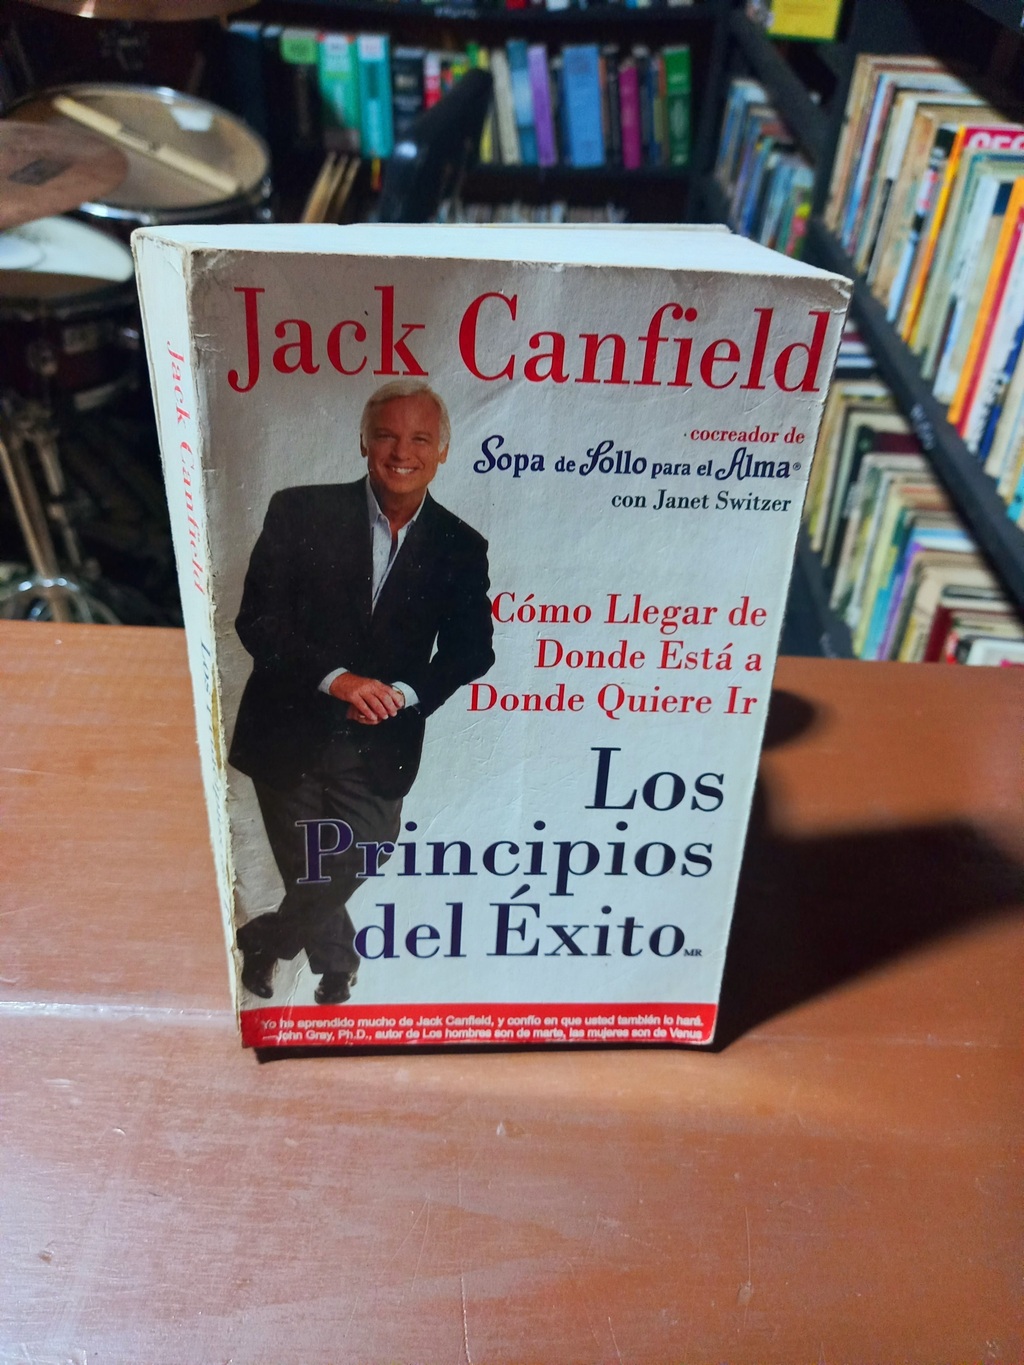 Jack Canfield
cocreador de
Sopa de Pollo para el Alma®
con Janet Switzer
Cómo Llegar de
Donde Está a
Donde Quiere Ir
Los
Principios
del Éxito MR
Yo he aprendido mucho de Jack Canfield, y confío en que usted también lo hará.
—John Gray, Ph.D., autor de Los hombres son de marte, las mujeres son de Venus
Jack Canfield